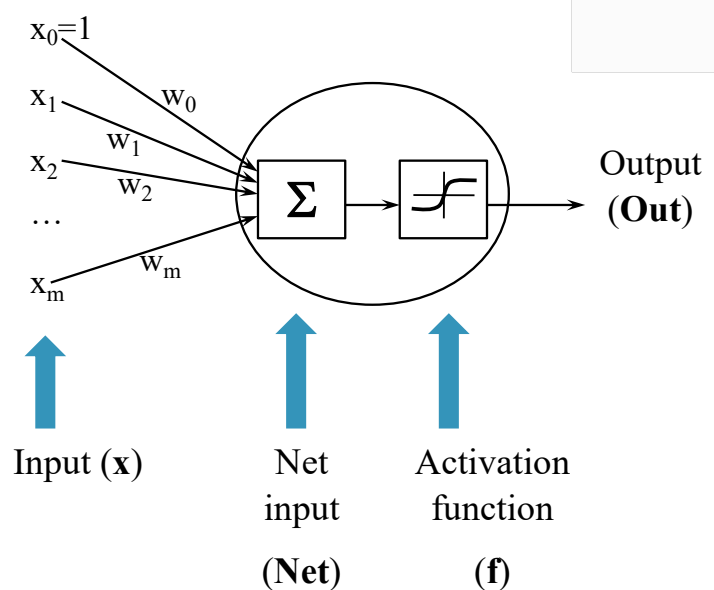 x₀=1
w₀
x₁
w₁
x₂
w₂
…
wₘ
xₘ
Σ
Output
(Out)
Input (x)
Net
input
(Net)
Activation
function
(f)